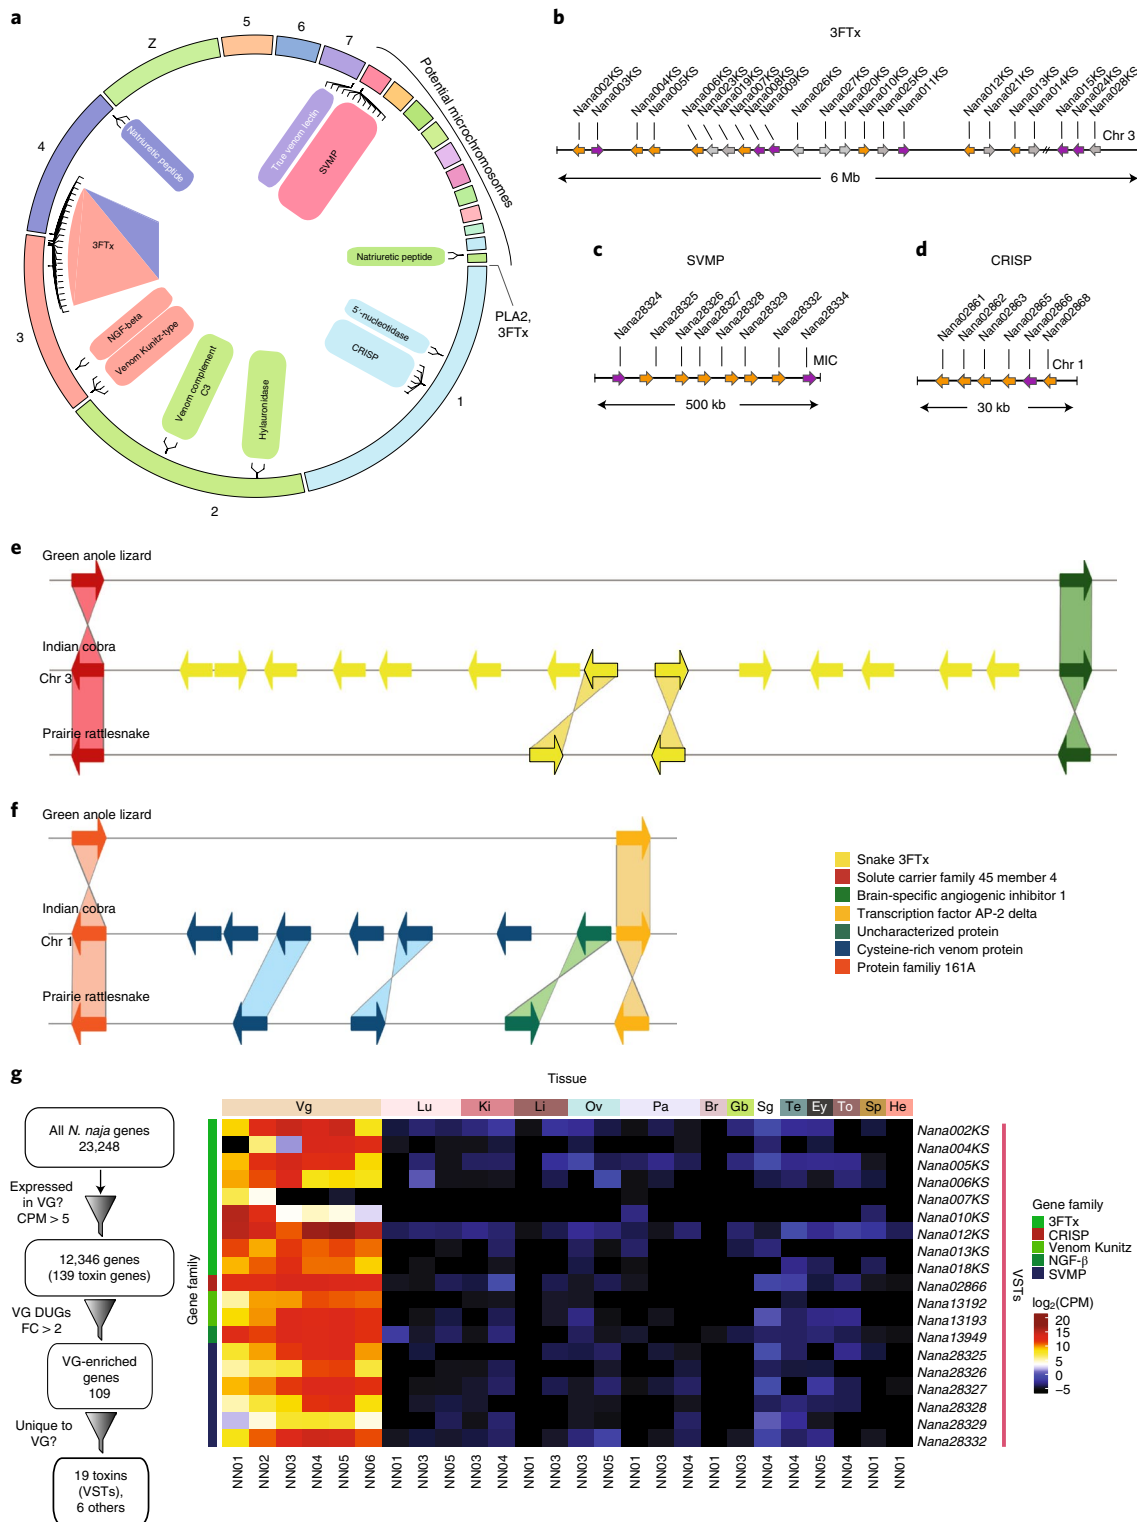 a
Z
5
6
7
4
3
2
1
Potential microchromosomes
Natriuretic peptide
True venom lectin
SVMP
3FTx
NGF-beta
Venom Kunitz-type
Venom complement
C3
Hylauronidase
5′-nucleotidase
CRISP
Natriuretic peptide
PLA2,
3FTx
b
3FTx
Nana002KS
Nana003KS
Nana004KS
Nana005KS
Nana006KS
Nana023KS
Nana019KS
Nana007KS
Nana008KS
Nana009KS
Nana026KS
Nana027KS
Nana020KS
Nana010KS
Nana025KS
Nana011KS
Nana012KS
Nana021KS
Nana013KS
Nana014KS
Nana015KS
Nana024KS
Nana028KS
Chr 3
6 Mb
c
SVMP
Nana28324
Nana28325
Nana28326
Nana28327
Nana28328
Nana28329
Nana28332
Nana28334
MIC
500 kb
d
CRISP
Nana02861
Nana02862
Nana02863
Nana02865
Nana02866
Nana02868
Chr 1
30 kb
e
Green anole lizard
Indian cobra
Chr 3
Prairie rattlesnake
f
Green anole lizard
Indian cobra
Chr 1
Prairie rattlesnake
Snake 3FTx
Solute carrier family 45 member 4
Brain-specific angiogenic inhibitor 1
Transcription factor AP-2 delta
Uncharacterized protein
Cysteine-rich venom protein
Protein familiy 161A
g
All N. naja genes
23,248
Expressed
in VG?
CPM > 5
12,346 genes
(139 toxin genes)
VG DUGs
FC > 2
VG-enriched
genes
109
Unique to
VG?
19 toxins
(VSTs),
6 others
Tissue
Vg Lu Ki Li Ov Pa Br Gb Sg Te Ey To Sp He
Gene family
Nana002KS
Nana004KS
Nana005KS
Nana006KS
Nana007KS
Nana010KS
Nana012KS
Nana013KS
Nana018KS
Nana02866
Nana13192
Nana13193
Nana13949
Nana28325
Nana28326
Nana28327
Nana28328
Nana28329
Nana28332
VSTs
NN01 NN02 NN03 NN04 NN05 NN06 NN01 NN03 NN05 NN01 NN03 NN04 NN01 NN03 NN04 NN03 NN05 NN01 NN03 NN04 NN01 NN03 NN04 NN04 NN01 NN04 NN01 NN01
Gene family
3FTx
CRISP
Venom Kunitz
NGF-β
SVMP
log2(CPM)
20
15
10
5
0
−5